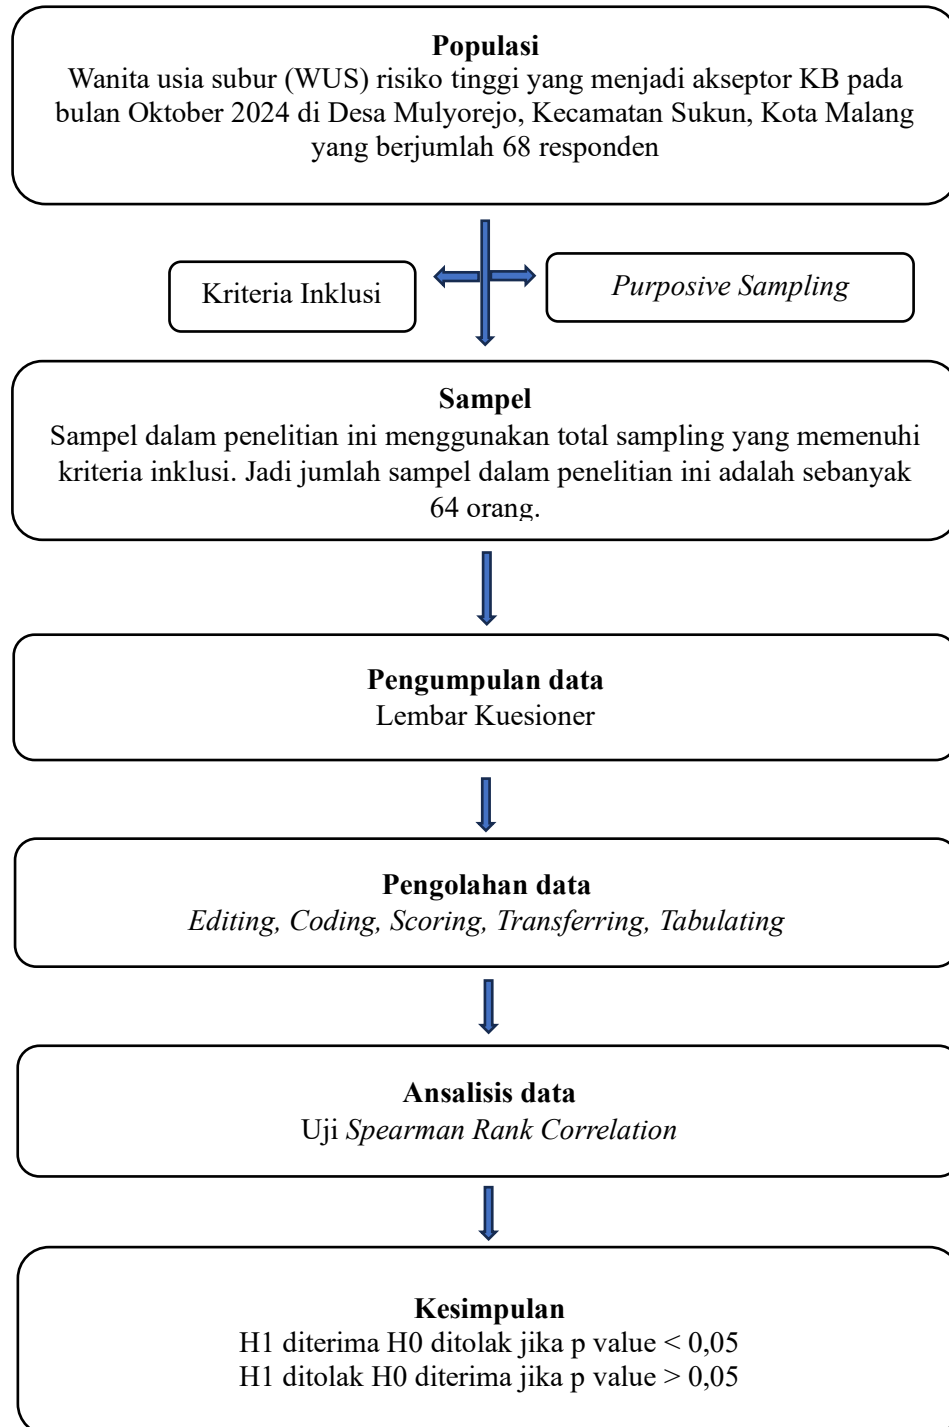 Populasi
Wanita usia subur (WUS) risiko tinggi yang menjadi akseptor KB pada
bulan Oktober 2024 di Desa Mulyorejo, Kecamatan Sukun, Kota Malang
yang berjumlah 68 responden
Kriteria Inklusi
Purposive Sampling
Sampel
Sampel dalam penelitian ini menggunakan total sampling yang memenuhi
kriteria inklusi. Jadi jumlah sampel dalam penelitian ini adalah sebanyak
64 orang.
Pengumpulan data
Lembar Kuesioner
Pengolahan data
Editing, Coding, Scoring, Transferring, Tabulating
Ansalisis data
Uji Spearman Rank Correlation
Kesimpulan
H1 diterima H0 ditolak jika p value < 0,05
H1 ditolak H0 diterima jika p value > 0,05